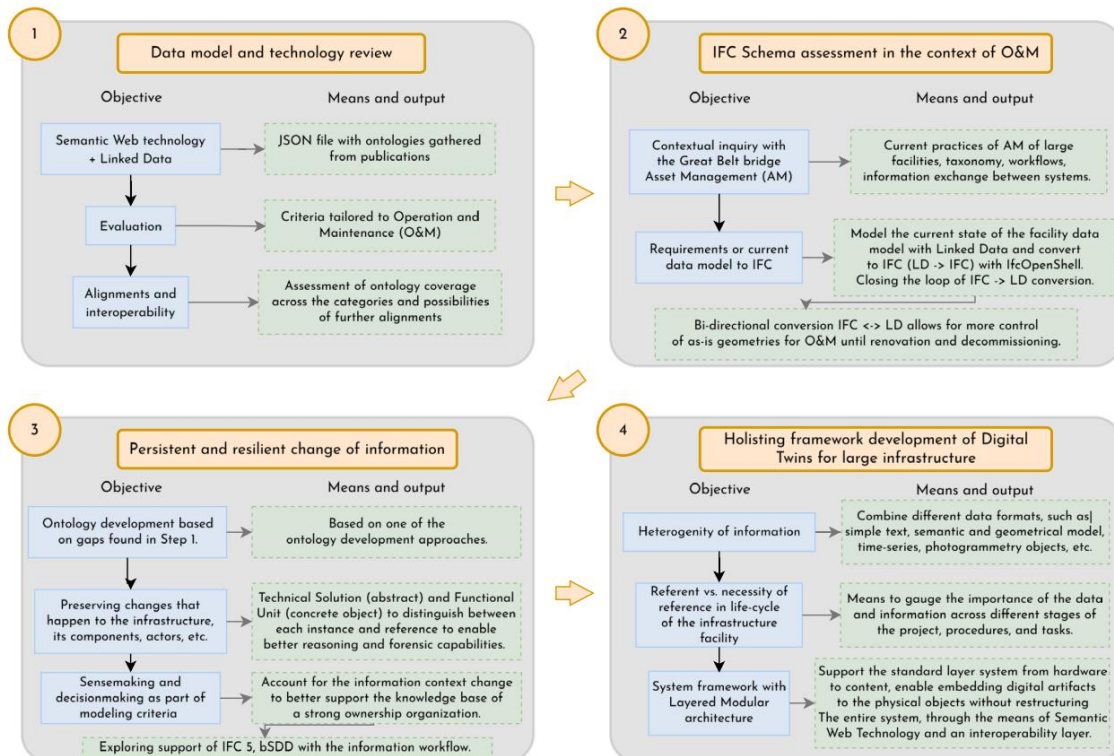 1
Data model and technology review
Objective
Means and output
Semantic Web technology
+ Linked Data
JSON file with ontologies gathered
from publications
Evaluation
Criteria tailored to Operation and
Maintenance (O&M)
Alignments and
interoperability
Assessment of ontology coverage
across the categories and possibilities
of further alignments
2
IFC Schema assessment in the context of O&M
Objective
Means and output
Contextual inquiry with
the Great Belt bridge
Asset Management (AM)
Current practices of AM of large
facilities, taxonomy, workflows,
information exchange between systems.
Requirements or current
data model to IFC
Model the current state of the facility data
model with Linked Data and convert
to IFC (LD -> IFC) with IfcOpenShell.
Closing the loop of IFC -> LD conversion.
Bi-directional conversion IFC <-> LD allows for more control
of as-is geometries for O&M until renovation and decommissioning.
3
Persistent and resilient change of information
Objective
Means and output
Ontology development based
on gaps found in Step 1.
Based on one of the
ontology development approaches.
Preserving changes that
happen to the infrastructure,
its components, actors, etc.
Technical Solution (abstract) and Functional
Unit (concrete object) to distinguish between
each instance and reference to enable
better reasoning and forensic capabilities.
Sensemaking and
decisionmaking as part of
modeling criteria
Account for the information context change
to better support the knowledge base of
a strong ownership organization.
Exploring support of IFC 5, bSDD with the information workflow.
4
Holisting framework development of Digital
Twins for large infrastructure
Objective
Means and output
Heterogenity of information
Combine different data formats, such as|
simple text, semantic and geometrical model,
time-series, photogrammetry objects, etc.
Referent vs. necessity of
reference in life-cycle
of the infrastructure
facility
Means to gauge the importance of the data
and information across different stages of
the project, procedures, and tasks.
System framework with
Layered Modular
architecture
Support the standard layer system from hardware
to content, enable embedding digital artifacts
to the physical objects without restructuring
The entire system, through the means of Semantic
Web Technology and an interoperability layer.